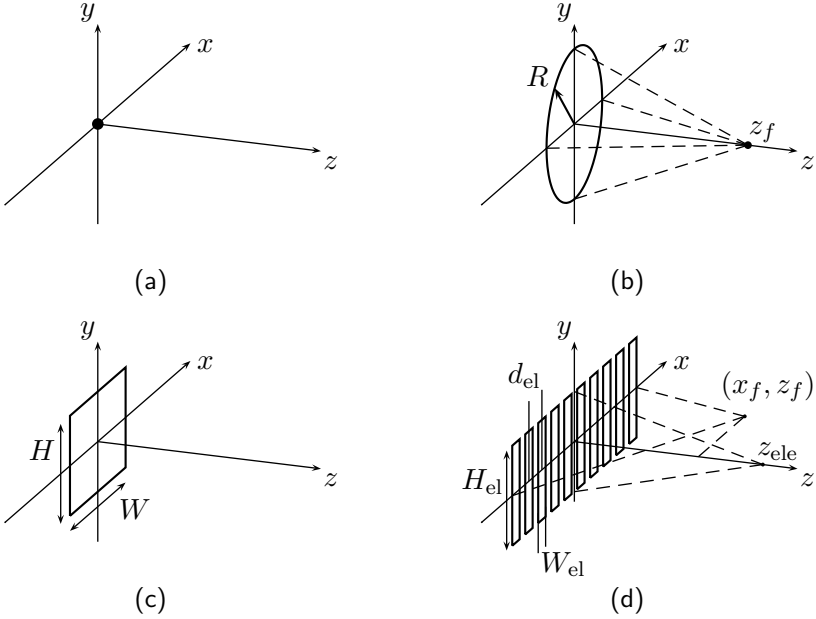 y
x
z
(a)
y
x
R
z_f
z
(b)
y
x
z
H
W
(c)
y
x
d_el
(x_f, z_f)
z_ele
z
H_el
W_el
(d)